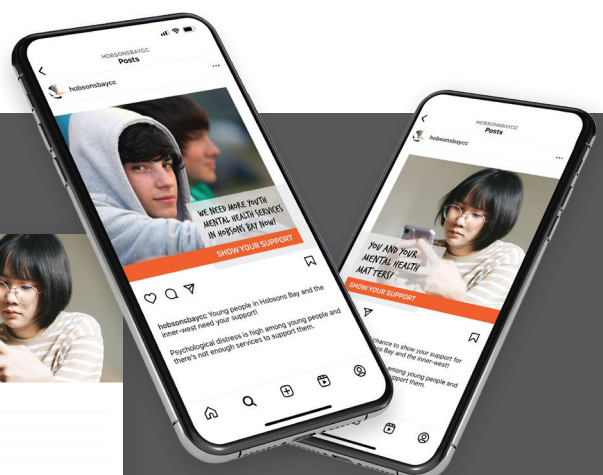 HOBSONSBAYCC
Posts
hobsonsbaycc
WE NEED MORE YOUTH
MENTAL HEALTH SERVICES
IN HOBSONS BAY NOW!
SHOW YOUR SUPPORT
hobsonsbaycc Young people in Hobsons Bay and the
inner-west need your support!
Psychological distress is high among young people and
there's not enough services to support them.
HOBSONSBAYCC
Posts
hobsonsbaycc
YOU AND YOUR
MENTAL HEALTH
MATTERS!
SHOW YOUR SUPPORT
chance to show your support for
ns Bay and the inner-west!
among young people and
support them.